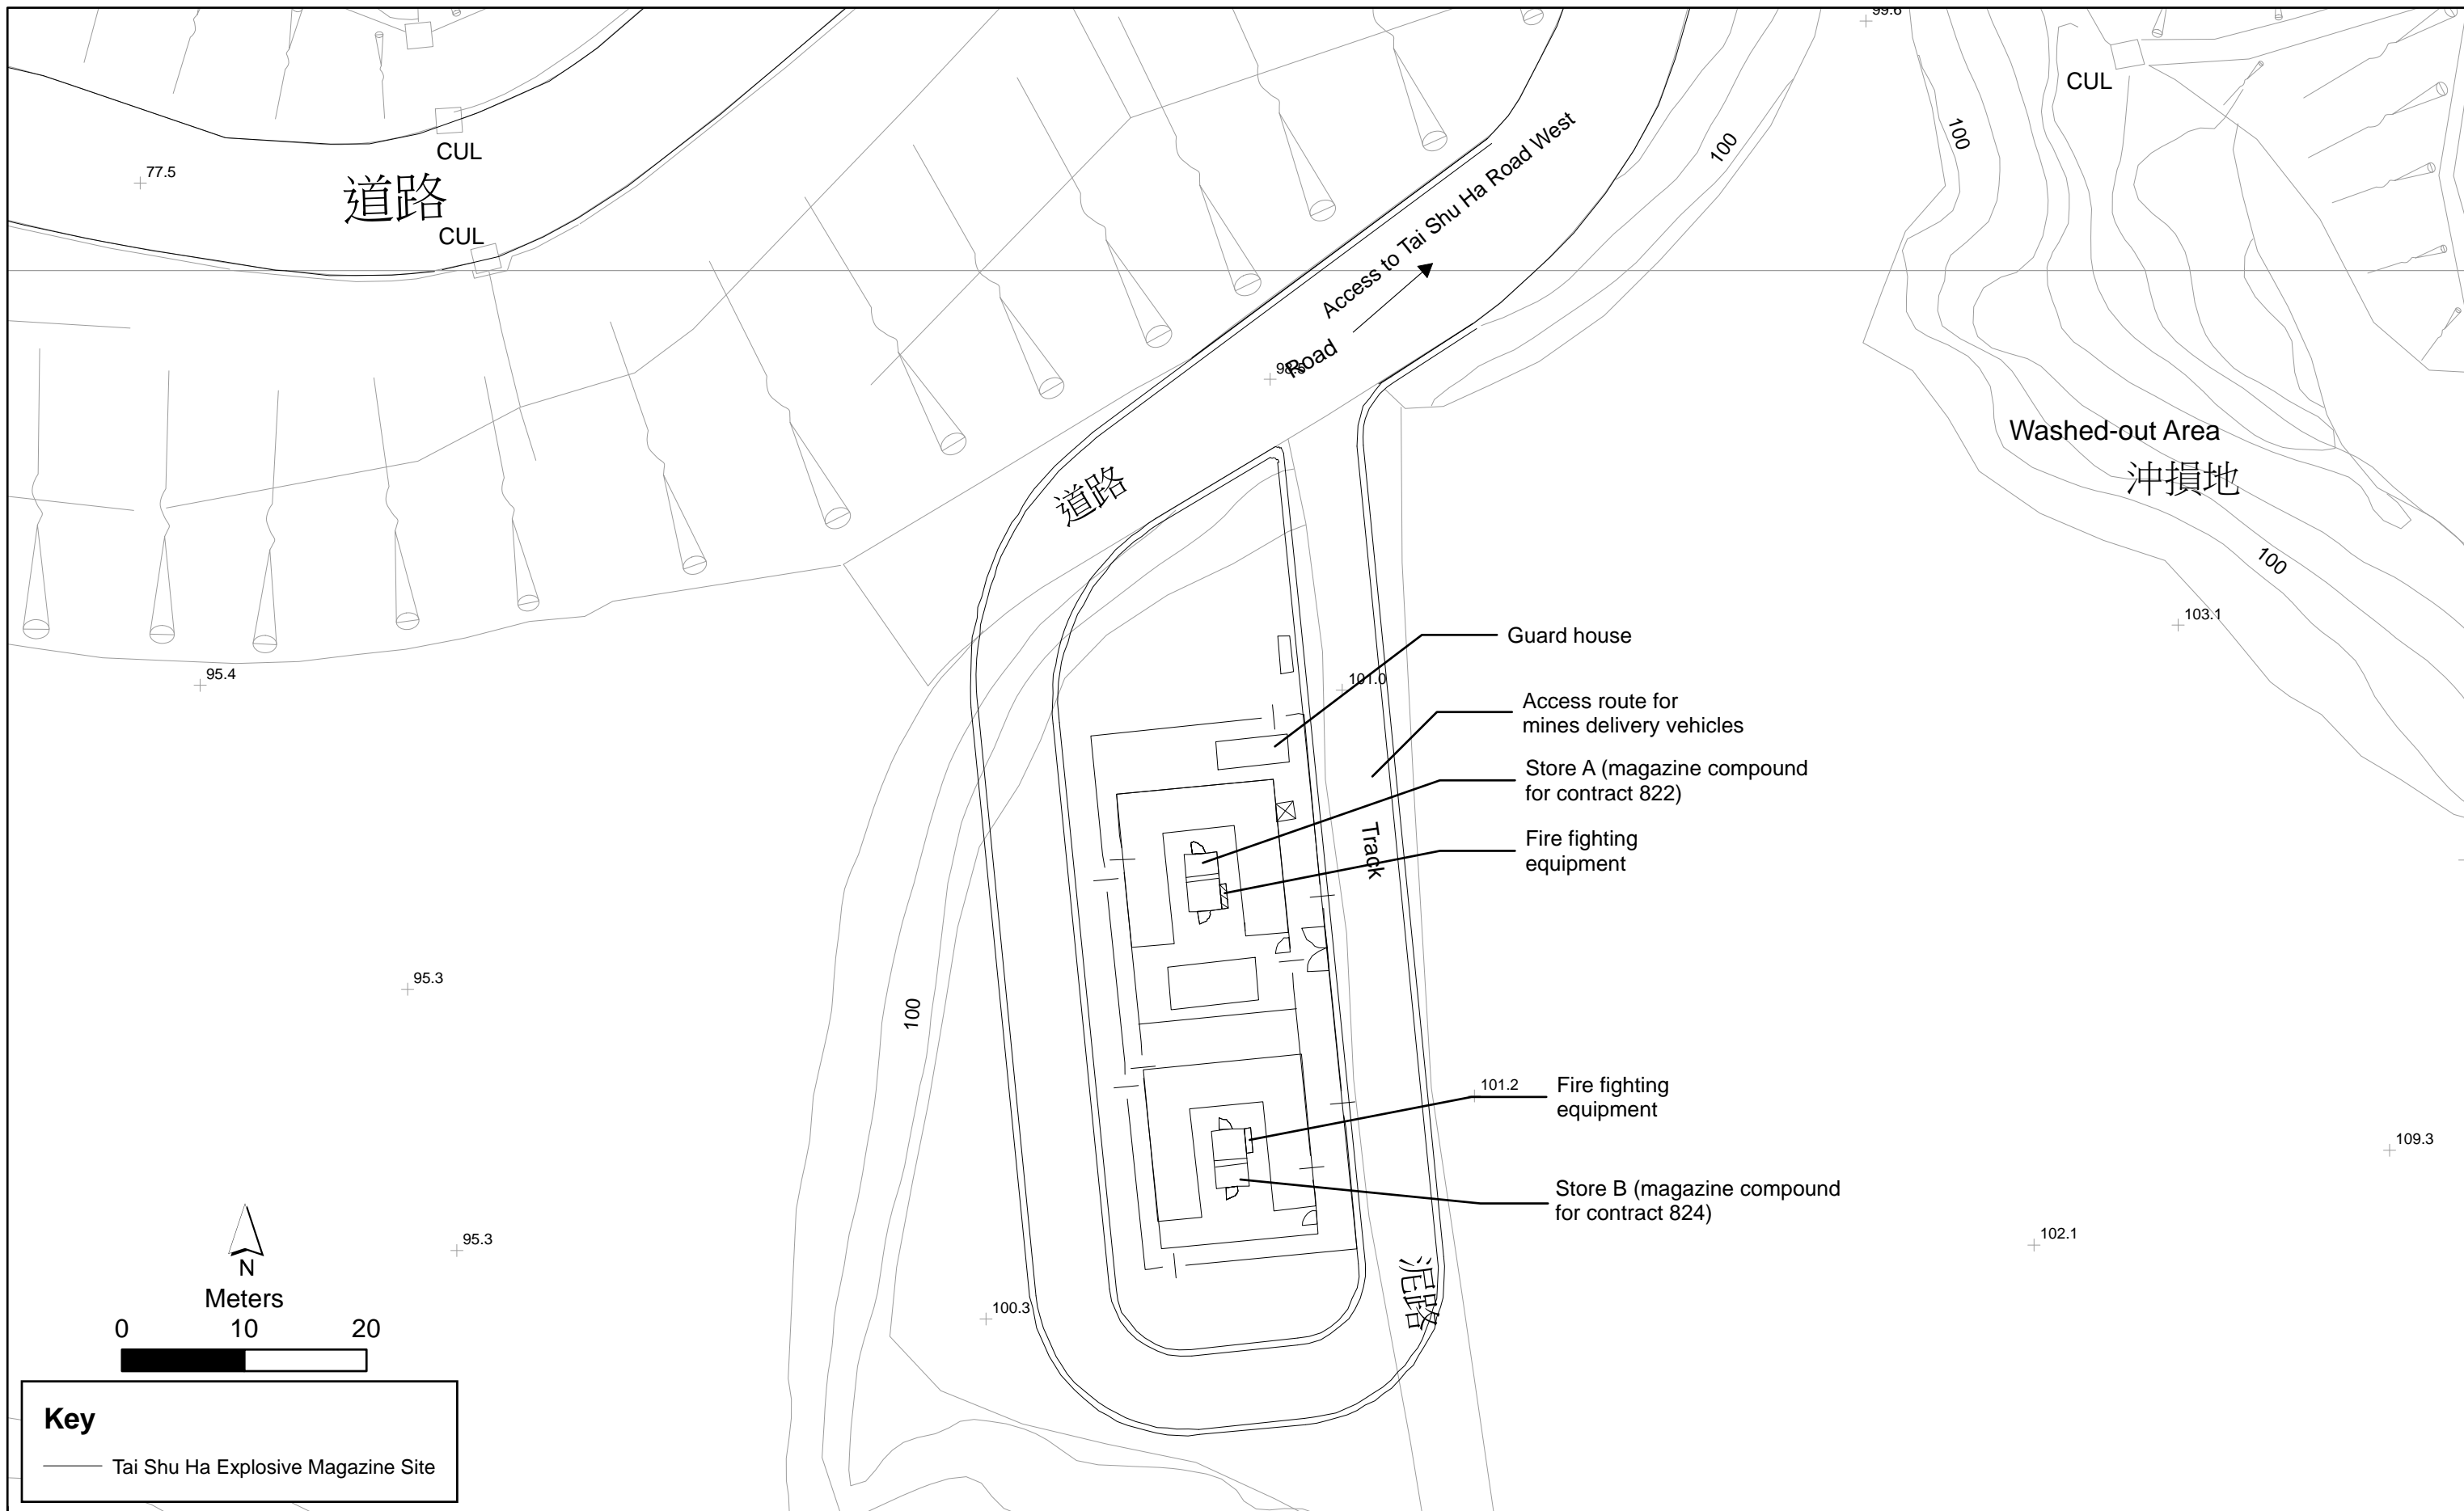 99.6
CUL
100
100
77.5
CUL
道路
CUL
Access to Tai Shu Ha Road West
Road
Washed-out Area
沖損地
道路
100
103.1
Guard house
95.4
101.0
Access route for
mines delivery vehicles
Store A (magazine compound
for contract 822)
Fire fighting
equipment
Track
95.3
100
101.2
Fire fighting
equipment
109.3
Store B (magazine compound
for contract 824)
102.1
95.3
泥路
N
Meters
0 10 20
100.3
Key
Tai Shu Ha Explosive Magazine Site